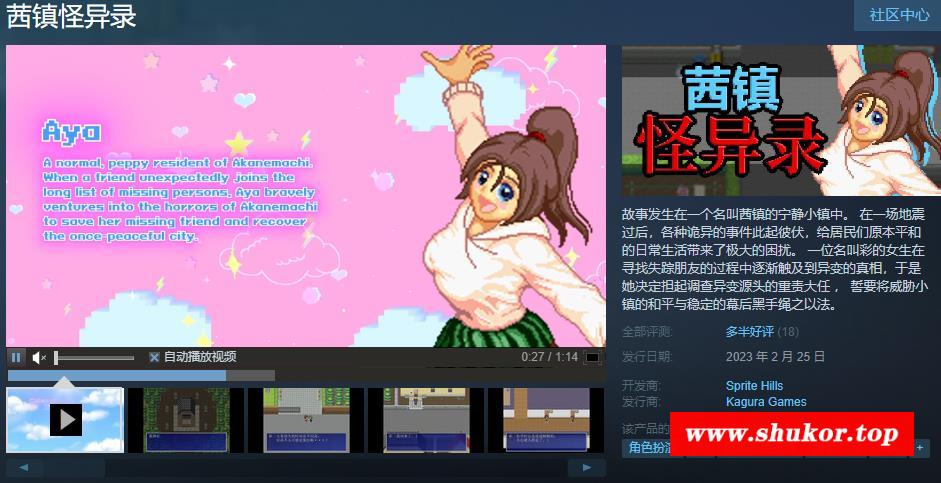 茜镇怪异录
社区中心
Aya
A normal, peppy resident of Akanemachi.
When a friend unexpectedly joins the
long list of missing persons, Aya bravely
ventures into the horrors of Akanemachi
to save her missing friend and recover
the once-peaceful city.
自动播放视频
0:27 / 1:14
茜镇
怪异录
故事发生在一个名叫茜镇的宁静小镇中。 在一场地震
过后，各种诡异的事件此起彼伏，给居民们原本平和
的日常生活带来了极大的困扰。 一位名叫彩的女生在
寻找失踪朋友的过程中逐渐触及到异变的真相，于是
她决定担起调查异变源头的重责大任， 誓要将威胁小
镇的和平与稳定的幕后黑手绳之以法。
全部评测: 多半好评 (18)
发行日期: 2023 年 2 月 25 日
开发商: Sprite Hills
发行商: Kagura Games
该产品的
角色扮演
+
www.shukor.top